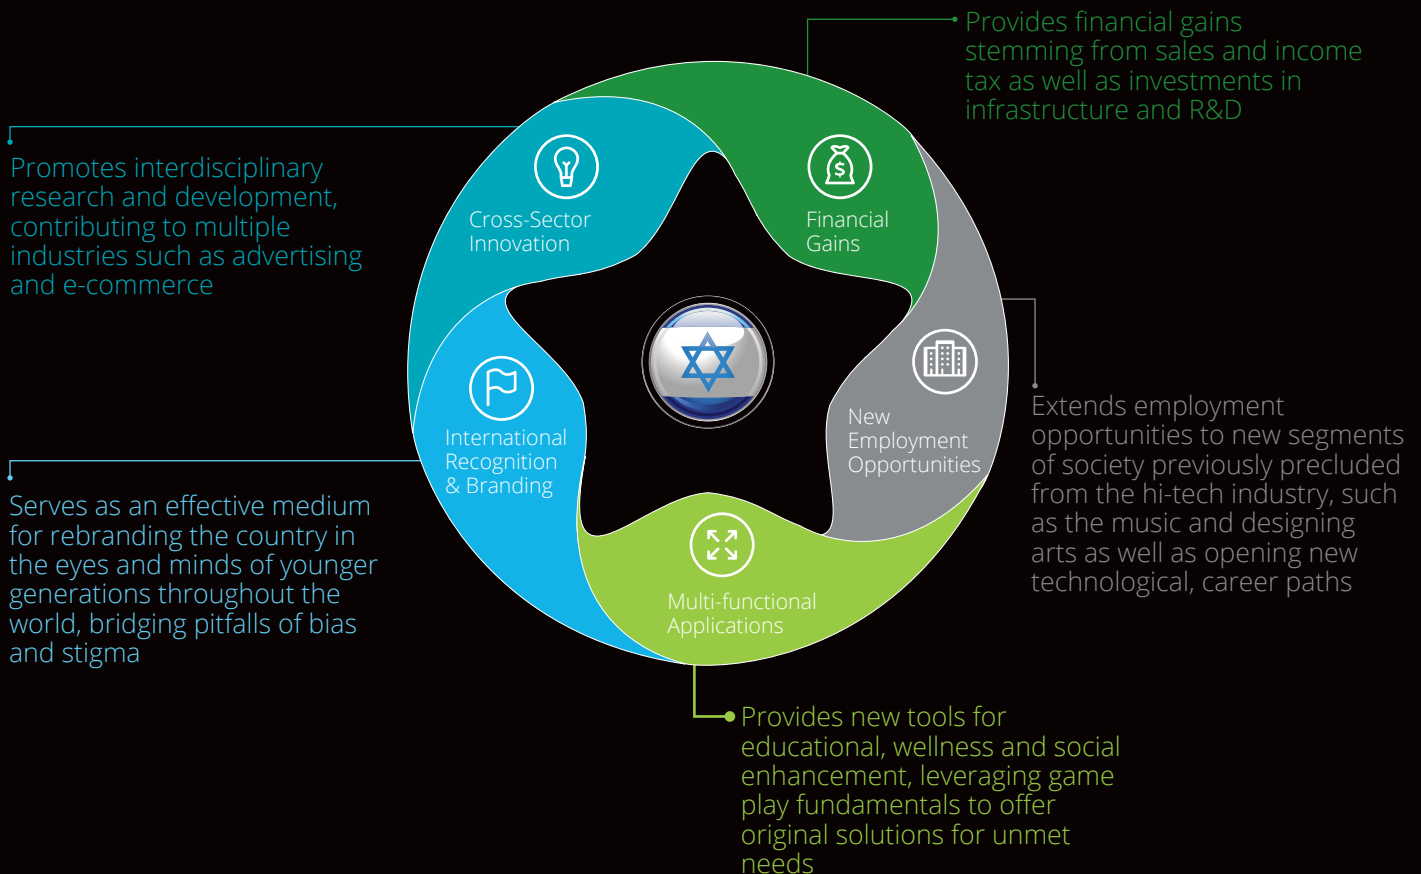 Provides financial gains
stemming from sales and income
tax as well as investments in
infrastructure and R&D
Promotes interdisciplinary
research and development,
contributing to multiple
industries such as advertising
and e-commerce
Cross-Sector
Innovation
$
Financial
Gains
New
Employment
Opportunities
Extends employment
opportunities to new segments
of society previously precluded
from the hi-tech industry, such
as the music and designing
arts as well as opening new
technological, career paths
International
Recognition
& Branding
Serves as an effective medium
for rebranding the country in
the eyes and minds of younger
generations throughout the
world, bridging pitfalls of bias
and stigma
Multi-functional
Applications
Provides new tools for
educational, wellness and social
enhancement, leveraging game
play fundamentals to offer
original solutions for unmet
needs